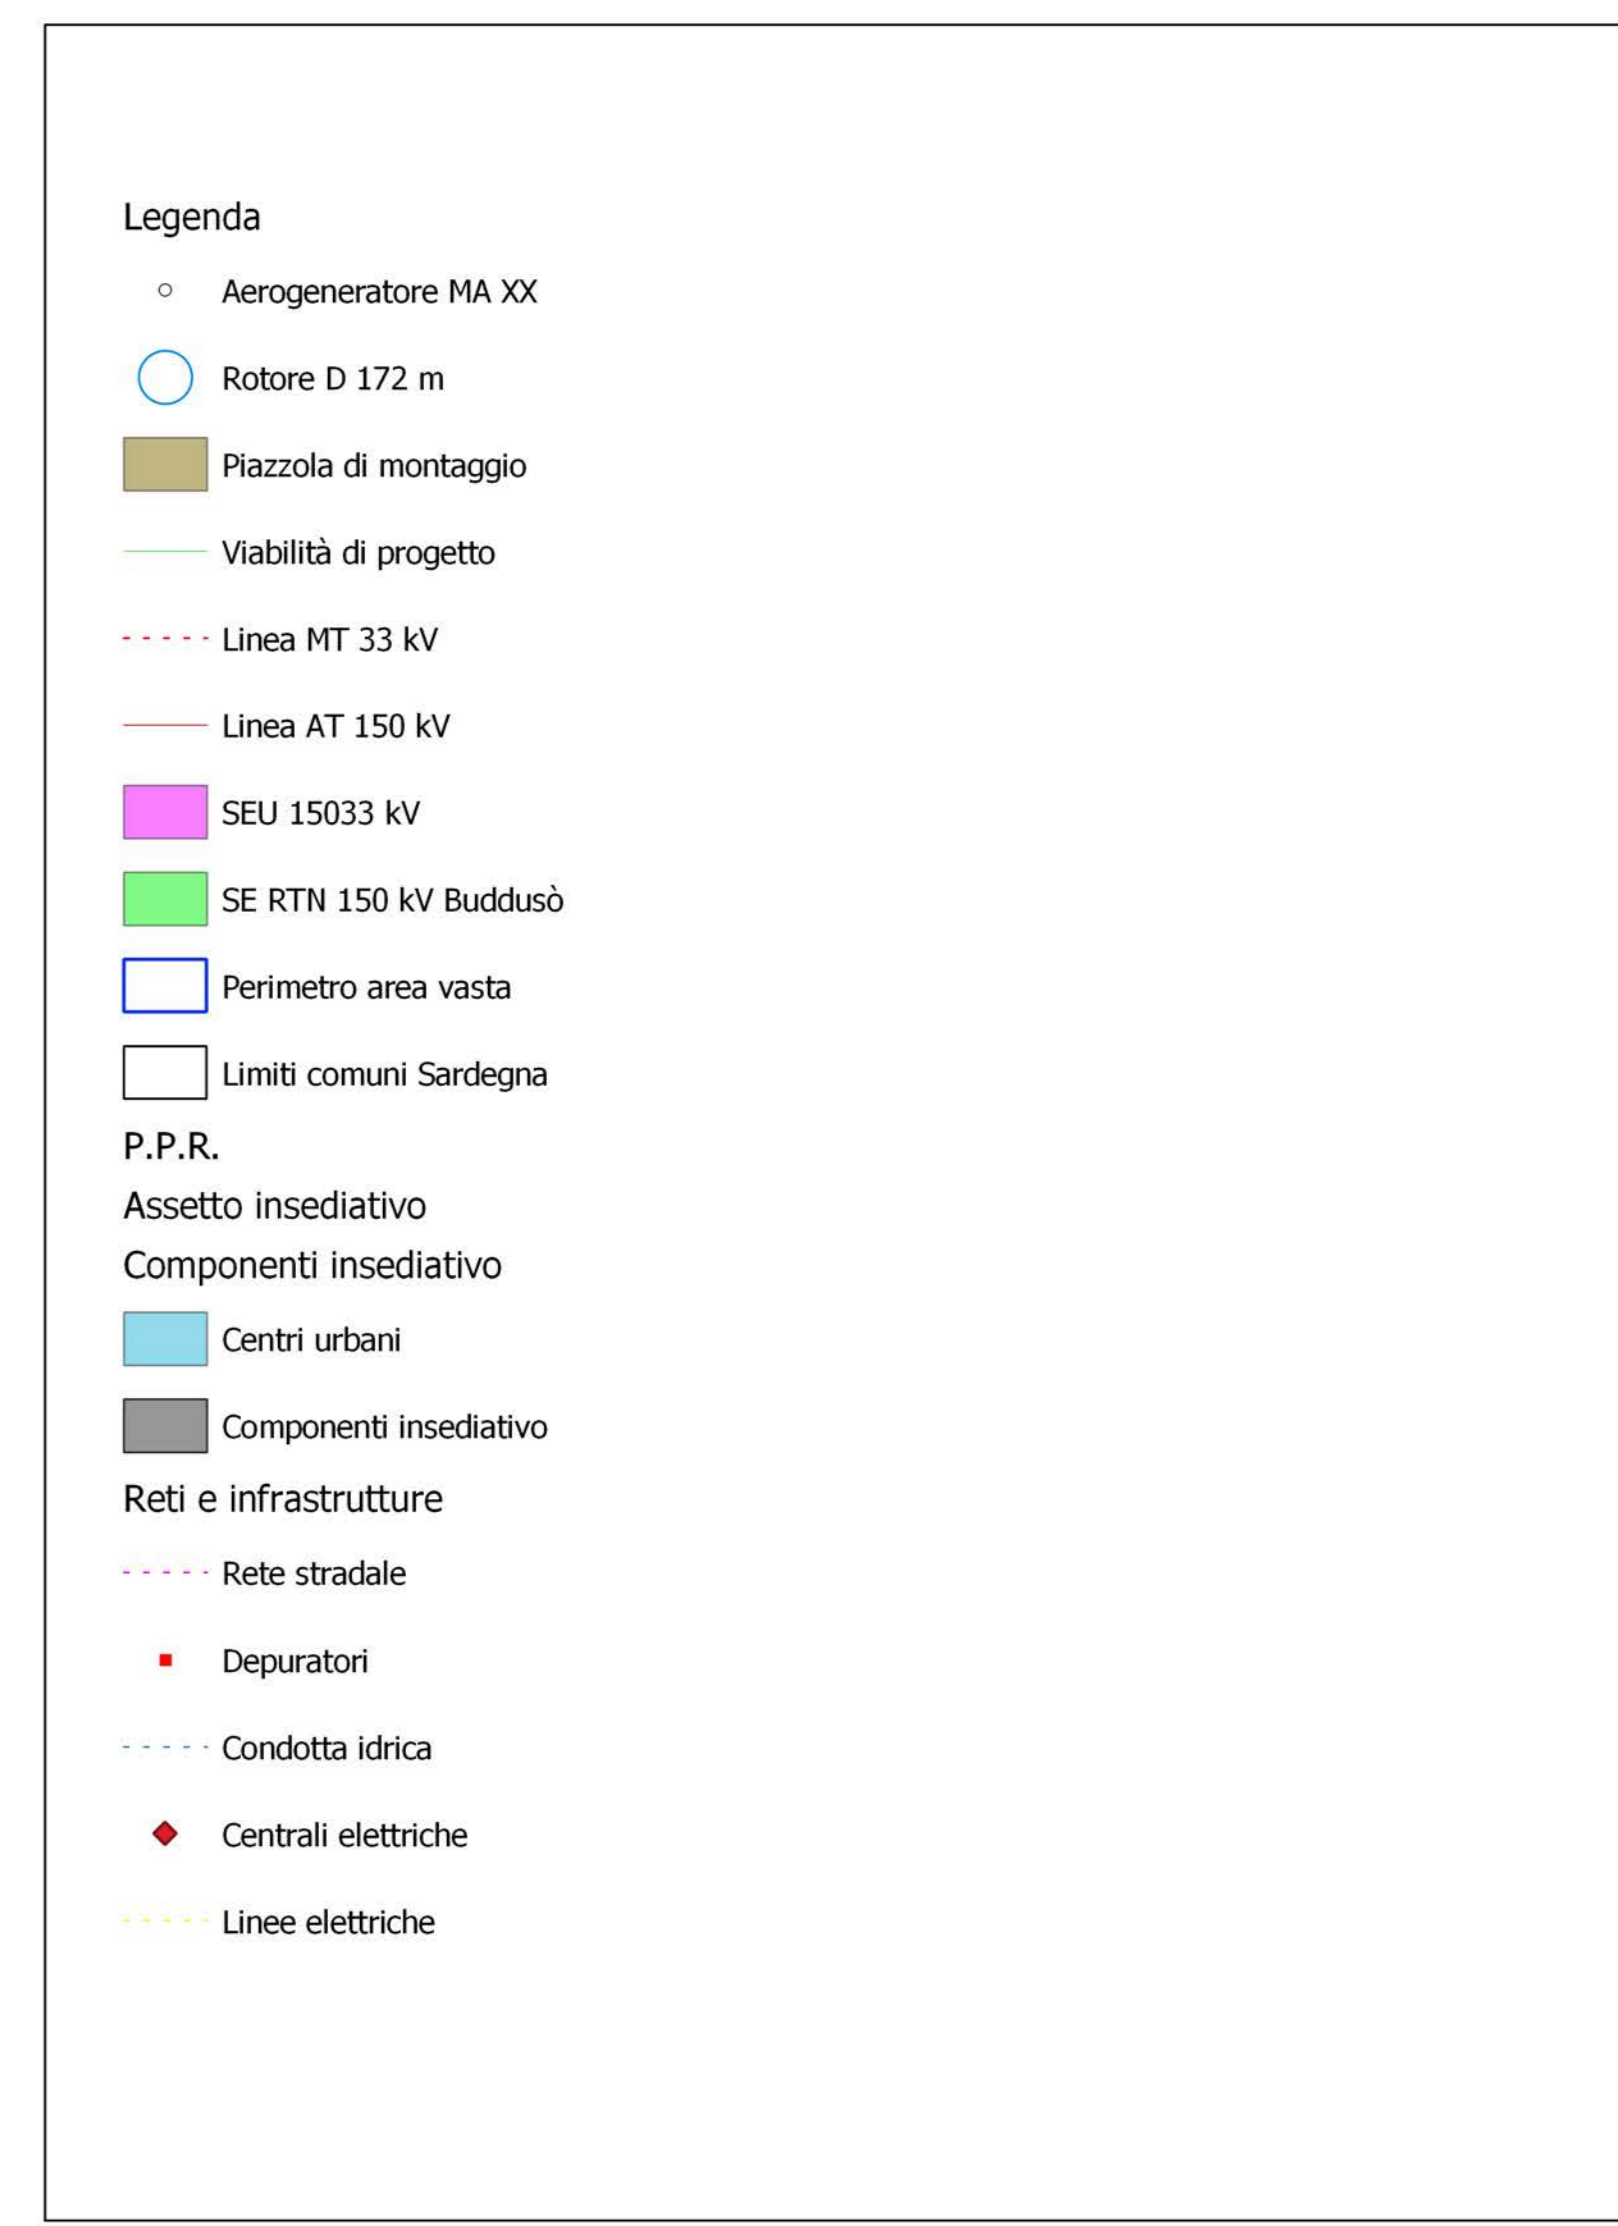 Legenda
Aerogeneratore MA XX
Rotore D 172 m
Piazzola di montaggio
Viabilità di progetto
Linea MT 33 kV
Linea AT 150 kV
SEU 15033 kV
SE RTN 150 kV Buddusò
Perimetro area vasta
Limiti comuni Sardegna
P.P.R.
Assetto insediativo
Componenti insediativo
Centri urbani
Componenti insediativo
Reti e infrastrutture
Rete stradale
Depuratori
Condotta idrica
Centrali elettriche
Linee elettriche